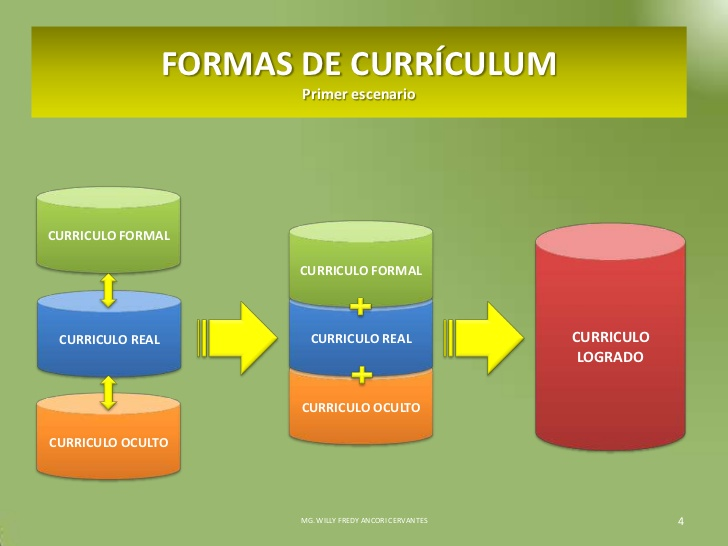 FORMAS DE CURRÍCULUM
Primer escenario
CURRICULO FORMAL
CURRICULO REAL
CURRICULO OCULTO
CURRICULO FORMAL
CURRICULO REAL
CURRICULO OCULTO
CURRICULO
LOGRADO
MG. WILLY FREDY ANCORI CERVANTES
4